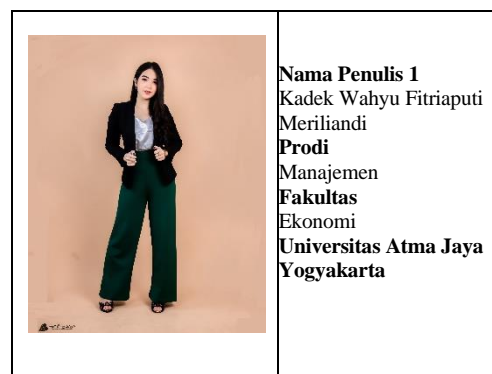 Nama Penulis 1
Kadek Wahyu Fitriaputi
Meriliandi
Prodi
Manajemen
Fakultas
Ekonomi
Universitas Atma Jaya
Yogyakarta